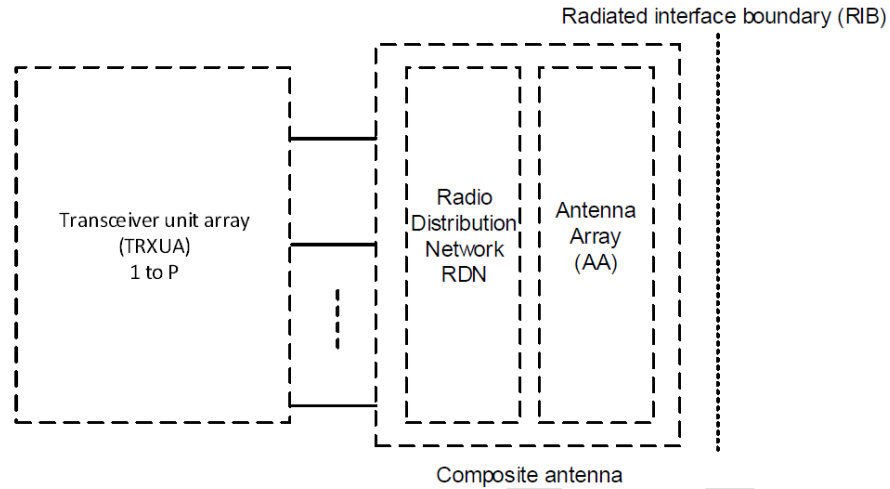 Radiated interface boundary (RIB)
Transceiver unit array
(TRXUA)
1 to P
Radio
Distribution
Network
RDN
Antenna
Array
(AA)
Composite antenna